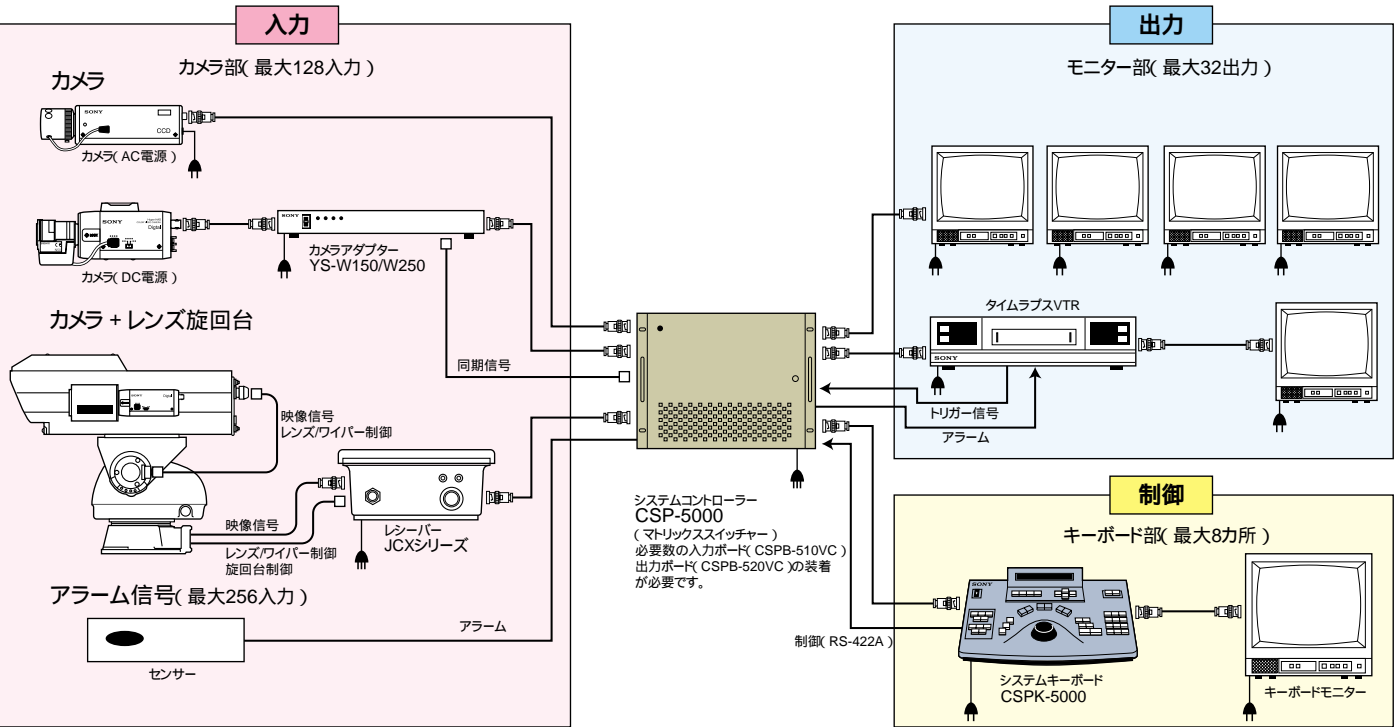 入力
カメラ部(最大128入力)
カメラ
SONY
CCD
カメラ(AC電源)
SONY
Digital
カメラ(DC電源)
SONY
カメラアダプター
YS-W150/W250
カメラ + レンズ旋回台
SONY
Digital
同期信号
映像信号
レンズ/ワイパー制御
映像信号
レンズ/ワイパー制御
旋回台制御
レシーバー
JCXシリーズ
アラーム信号(最大256入力)
アラーム
センサー
システムコントローラー
CSP-5000
(マトリックススイッチャー)
必要数の入力ボード(CSPB-510VC)
出力ボード(CSPB-520VC)の装着
が必要です。
出力
モニター部(最大32出力)
タイムラプスVTR
SONY
トリガー信号
アラーム
制御
キーボード部(最大8カ所)
制御(RS-422A)
SONY
システムキーボード
CSPK-5000
キーボードモニター